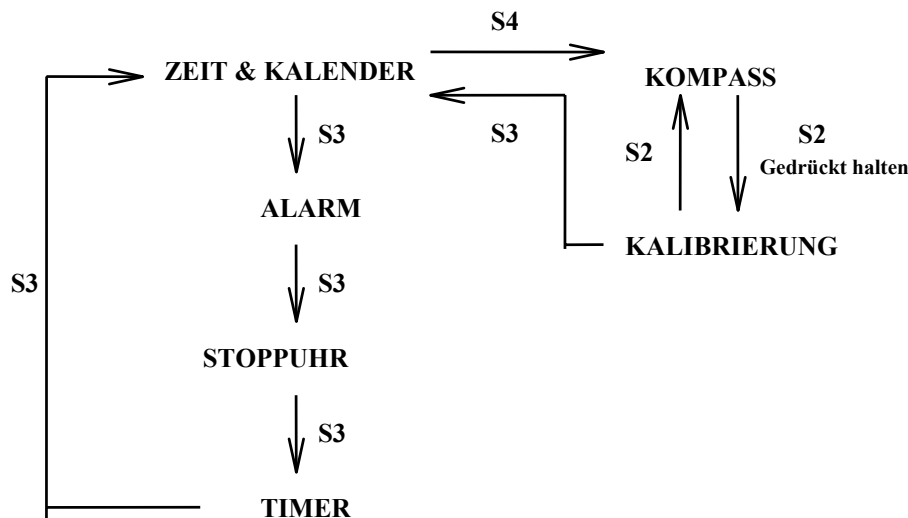 S4
ZEIT & KALENDER
KOMPASS
S3
S3
S2
S2
Gedrückt halten
ALARM
KALIBRIERUNG
S3
S3
STOPPUHR
S3
TIMER